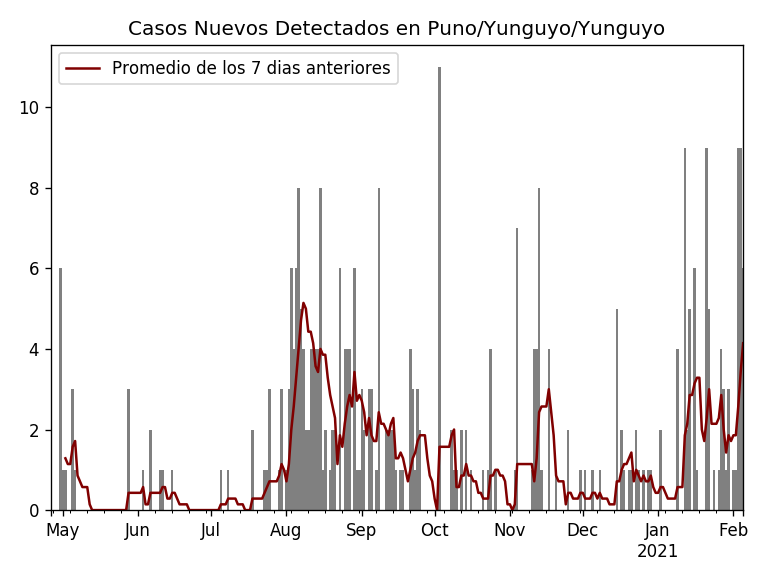 Casos Nuevos Detectados en Puno/Yunguyo/Yunguyo
Promedio de los 7 dias anteriores
10
8
6
4
2
0
May Jun Jul Aug Sep Oct Nov Dec Jan Feb
2021